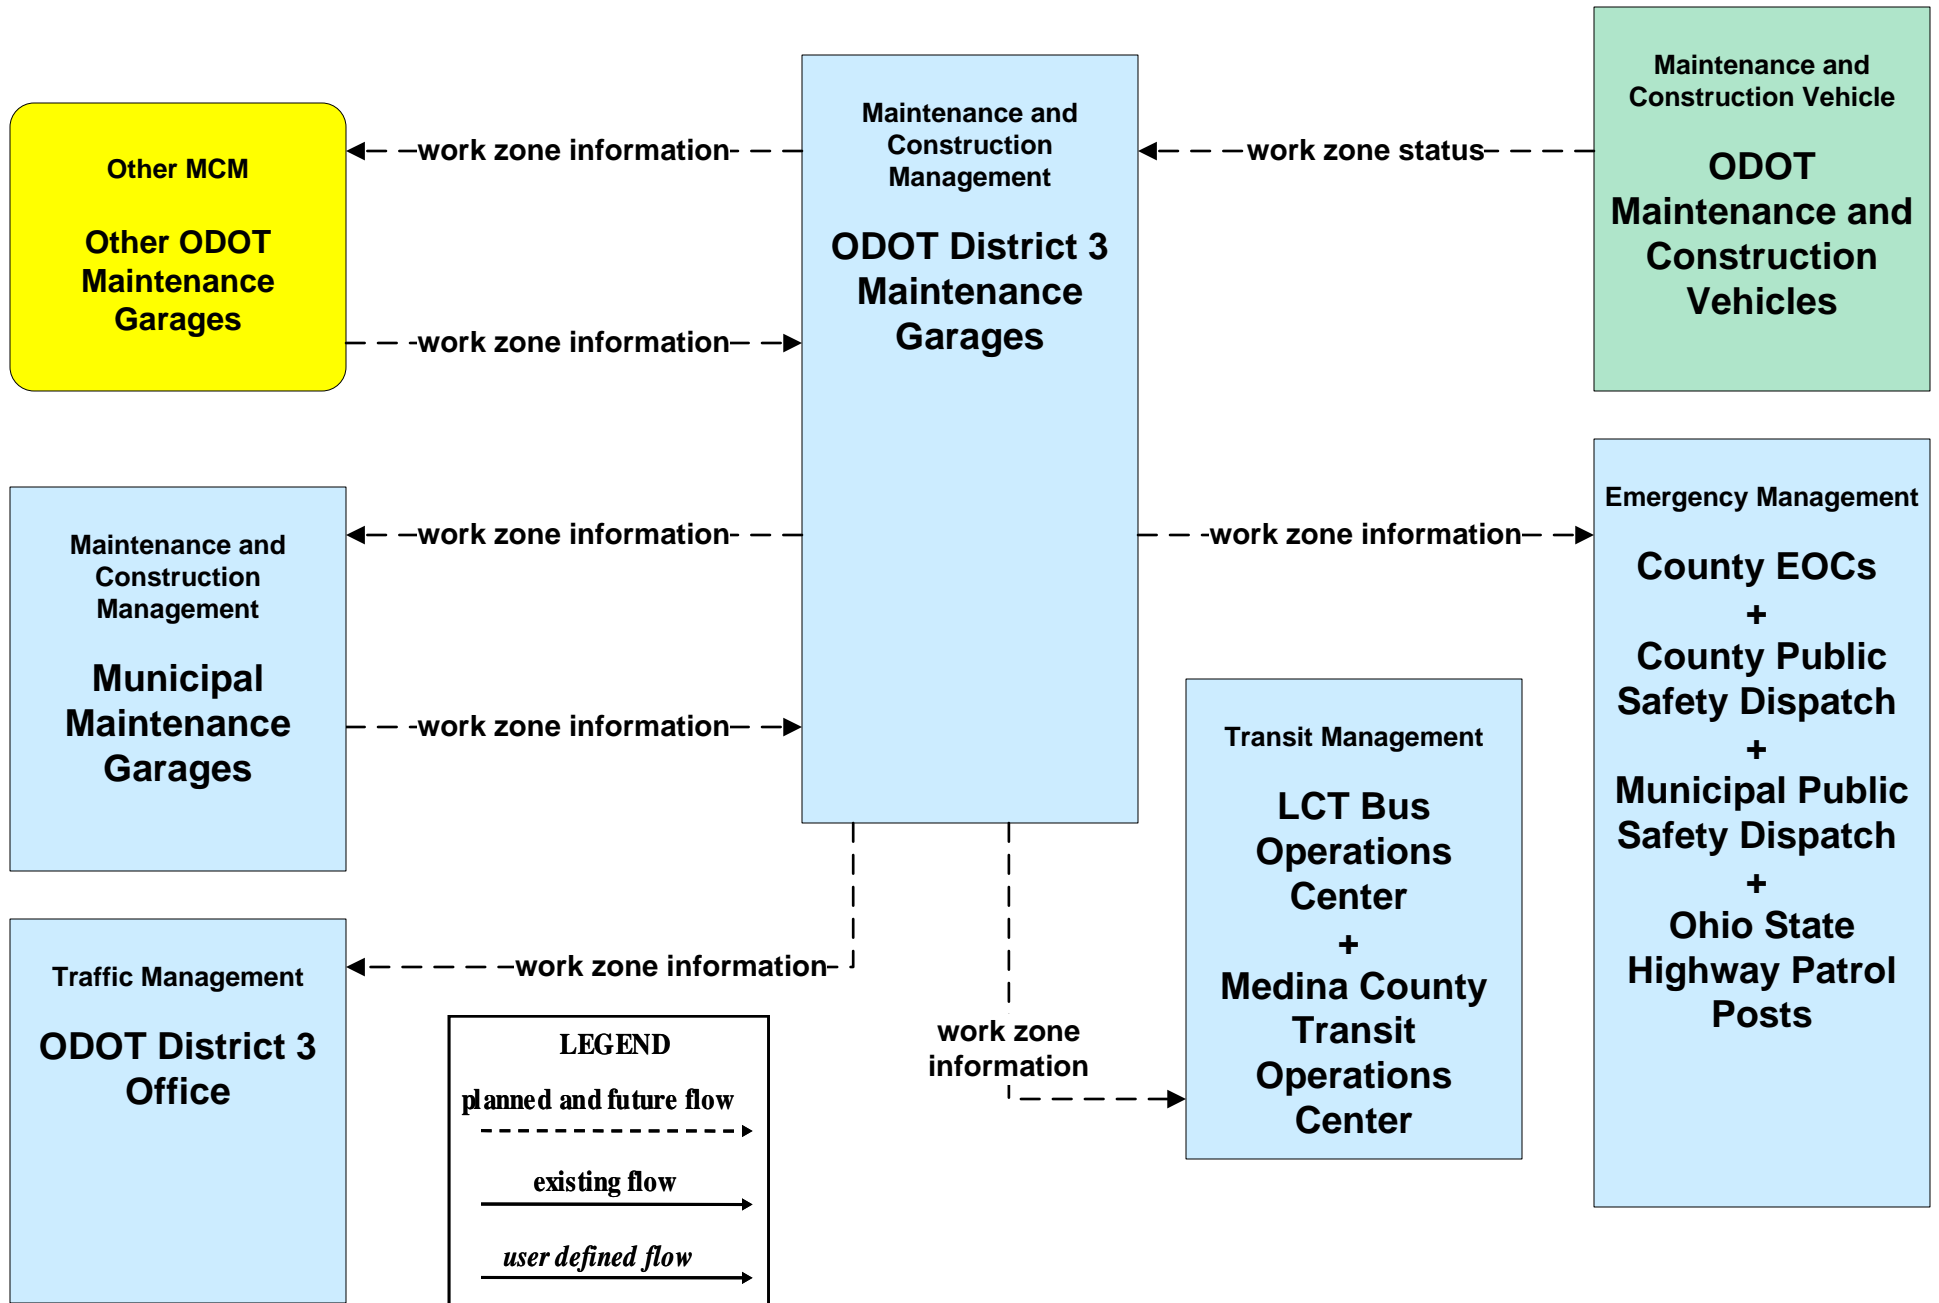 Other MCM
Other ODOT
Maintenance
Garages
work zone information
work zone information
Maintenance and
Construction
Management
ODOT District 3
Maintenance
Garages
work zone status
Maintenance and
Construction Vehicle
ODOT
Maintenance and
Construction
Vehicles
Maintenance and
Construction
Management
Municipal
Maintenance
Garages
work zone information
work zone information
work zone information
Emergency Management
County EOCs
+
County Public
Safety Dispatch
+
Municipal Public
Safety Dispatch
+
Ohio State
Highway Patrol
Posts
Transit Management
LCT Bus
Operations
Center
+
Medina County
Transit
Operations
Center
Traffic Management
ODOT District 3
Office
work zone information
work zone
information
LEGEND
planned and future flow
existing flow
user defined flow